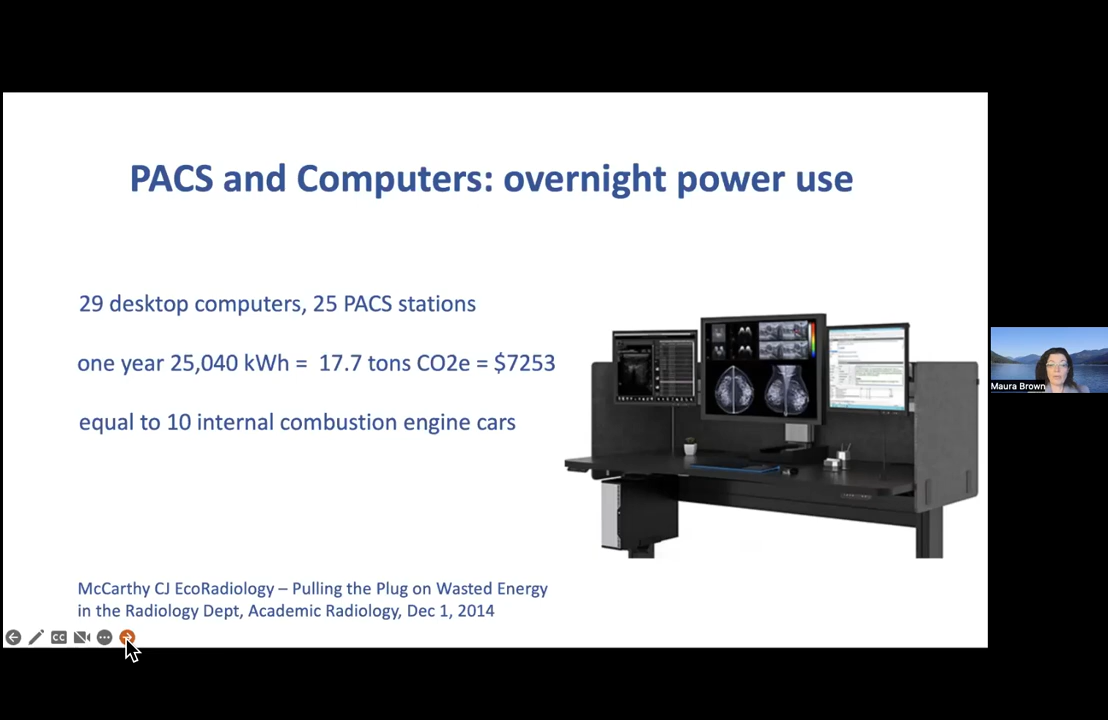 PACS and Computers: overnight power use
29 desktop computers, 25 PACS stations
one year 25,040 kWh = 17.7 tons CO2e = $7253
equal to 10 internal combustion engine cars
McCarthy CJ EcoRadiology – Pulling the Plug on Wasted Energy
in the Radiology Dept, Academic Radiology, Dec 1, 2014
CC
Maura Brown